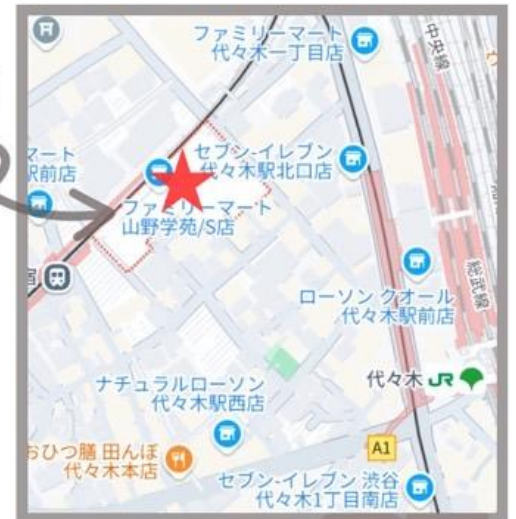 ファミリーマート
代々木一丁目店
中央線
マート
駅前店
セブン-イレブン
代々木駅北口店
ファミリーマート
山野学苑/S店
宿
ローソン クオール
代々木駅前店
総武線
代々木 JR
ナチュラルローソン
代々木駅西店
A1
おひつ膳 田んぼ
代々木本店
セブン-イレブン 渋谷
代々木1丁目南店